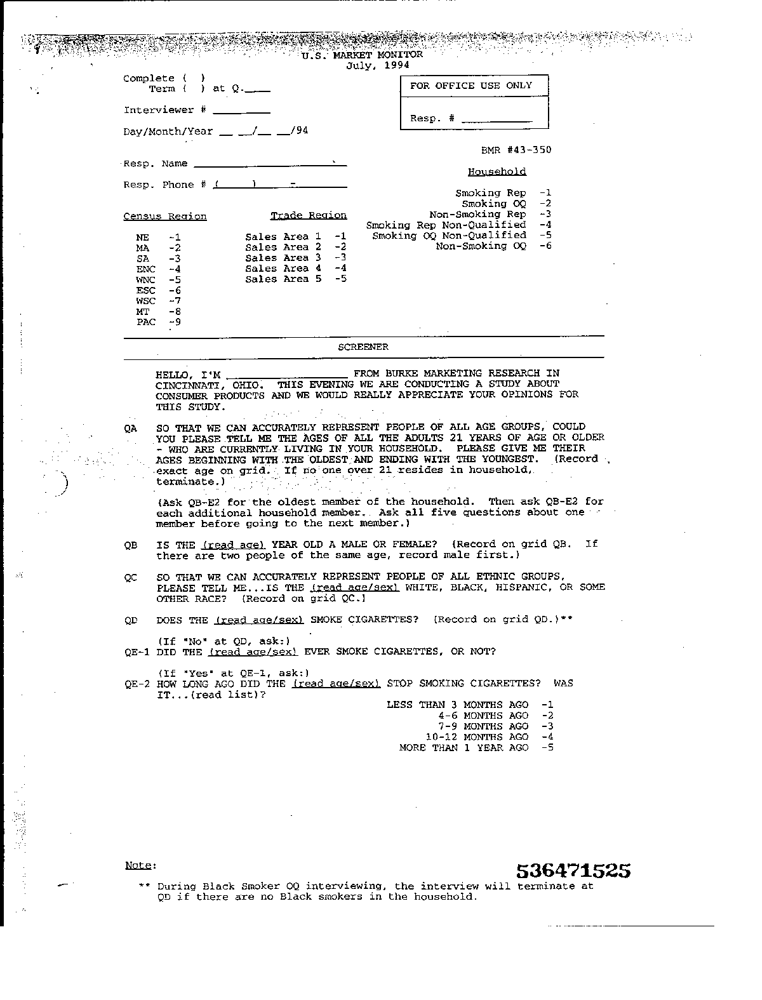 U.S. MARKET MONITOR
July, 1994
Complete ( )
Term ( ) at Q.____
FOR OFFICE USE ONLY
Interviewer # ________
Resp. # __________
Day/Month/Year __ __/__ __/94
BMR #43-350
Resp. Name ______________________
Household
Resp. Phone # (     )     -
Smoking Rep -1
Smoking OQ -2
Non-Smoking Rep -3
Smoking Rep Non-Qualified -4
Smoking OQ Non-Qualified -5
Non-Smoking OQ -6
Census Region Trade Region
NE -1 Sales Area 1 -1
MA -2 Sales Area 2 -2
SA -3 Sales Area 3 -3
ENC -4 Sales Area 4 -4
WNC -5 Sales Area 5 -5
ESC -6
WSC -7
MT -8
PAC -9
SCREENER
HELLO, I'M __________________ FROM BURKE MARKETING RESEARCH IN
CINCINNATI, OHIO. THIS EVENING WE ARE CONDUCTING A STUDY ABOUT
CONSUMER PRODUCTS AND WE WOULD REALLY APPRECIATE YOUR OPINIONS FOR
THIS STUDY.
QA SO THAT WE CAN ACCURATELY REPRESENT PEOPLE OF ALL AGE GROUPS, COULD
YOU PLEASE TELL ME THE AGES OF ALL THE ADULTS 21 YEARS OF AGE OR OLDER
- WHO ARE CURRENTLY LIVING IN YOUR HOUSEHOLD. PLEASE GIVE ME THEIR
AGES BEGINNING WITH THE OLDEST AND ENDING WITH THE YOUNGEST. (Record
exact age on grid. If no one over 21 resides in household,
terminate.)
(Ask QB-E2 for the oldest member of the household. Then ask QB-E2 for
each additional household member. Ask all five questions about one
member before going to the next member.)
QB IS THE (read age) YEAR OLD A MALE OR FEMALE? (Record on grid QB. If
there are two people of the same age, record male first.)
QC SO THAT WE CAN ACCURATELY REPRESENT PEOPLE OF ALL ETHNIC GROUPS,
PLEASE TELL ME...IS THE (read age/sex) WHITE, BLACK, HISPANIC, OR SOME
OTHER RACE? (Record on grid QC.)
QD DOES THE (read age/sex) SMOKE CIGARETTES? (Record on grid QD.)**
(If "No" at QD, ask:)
QE-1 DID THE (read age/sex) EVER SMOKE CIGARETTES, OR NOT?
(If "Yes" at QE-1, ask:)
QE-2 HOW LONG AGO DID THE (read age/sex) STOP SMOKING CIGARETTES? WAS
IT...(read list)?
LESS THAN 3 MONTHS AGO -1
4-6 MONTHS AGO -2
7-9 MONTHS AGO -3
10-12 MONTHS AGO -4
MORE THAN 1 YEAR AGO -5
Note:
536471525
** During Black Smoker OQ interviewing, the interview will terminate at
QD if there are no Black smokers in the household.